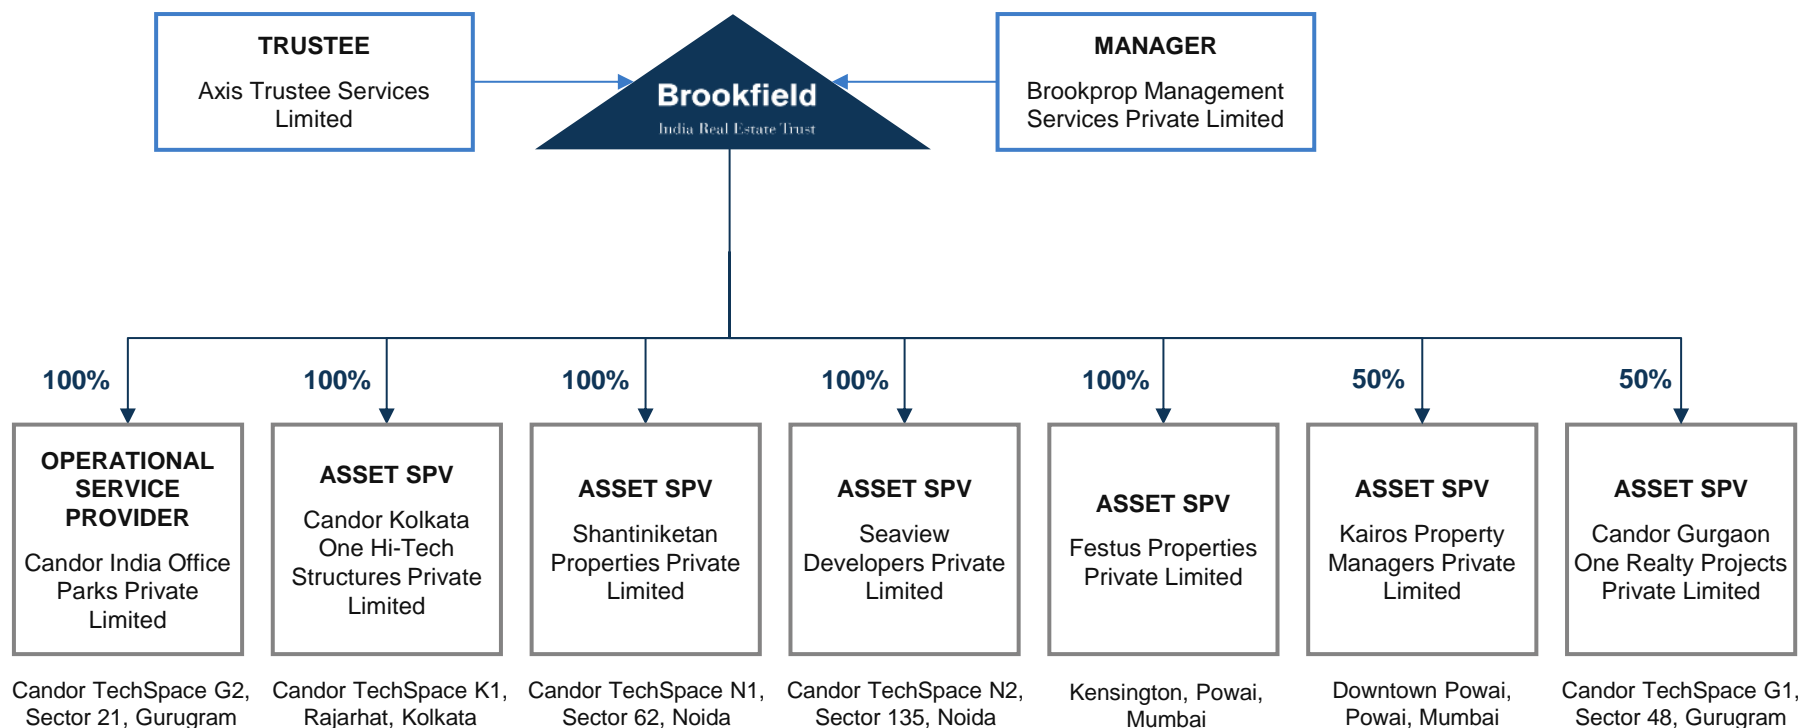 TRUSTEE
Axis Trustee Services
Limited
Brookfield
India Real Estate Trust
MANAGER
Brookprop Management
Services Private Limited
100%
100%
100%
100%
100%
50%
50%
OPERATIONAL
SERVICE
PROVIDER
Candor India Office
Parks Private
Limited
ASSET SPV
Candor Kolkata
One Hi-Tech
Structures Private
Limited
ASSET SPV
Shantiniketan
Properties Private
Limited
ASSET SPV
Seaview
Developers Private
Limited
ASSET SPV
Festus Properties
Private Limited
ASSET SPV
Kairos Property
Managers Private
Limited
ASSET SPV
Candor Gurgaon
One Realty Projects
Private Limited
Candor TechSpace G2,
Sector 21, Gurugram
Candor TechSpace K1,
Rajarhat, Kolkata
Candor TechSpace N1,
Sector 62, Noida
Candor TechSpace N2,
Sector 135, Noida
Kensington, Powai,
Mumbai
Downtown Powai,
Powai, Mumbai
Candor TechSpace G1,
Sector 48, Gurugram